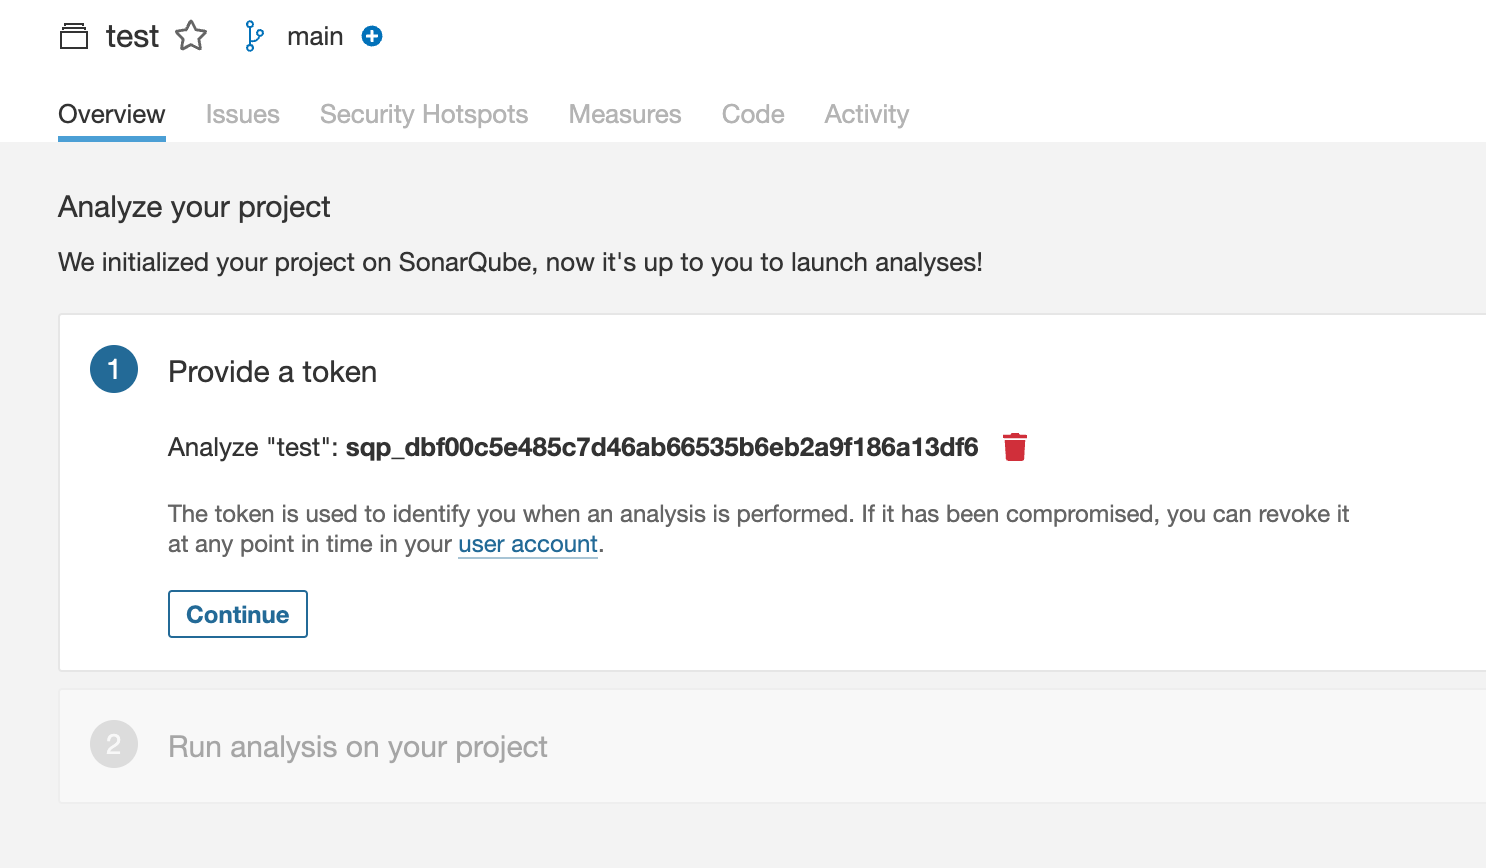 test main
Overview Issues Security Hotspots Measures Code Activity
Analyze your project
We initialized your project on SonarQube, now it's up to you to launch analyses!
1 Provide a token
Analyze "test": sqp_dbf00c5e485c7d46ab66535b6eb2a9f186a13df6
The token is used to identify you when an analysis is performed. If it has been compromised, you can revoke it
at any point in time in your user account.
Continue
2 Run analysis on your project